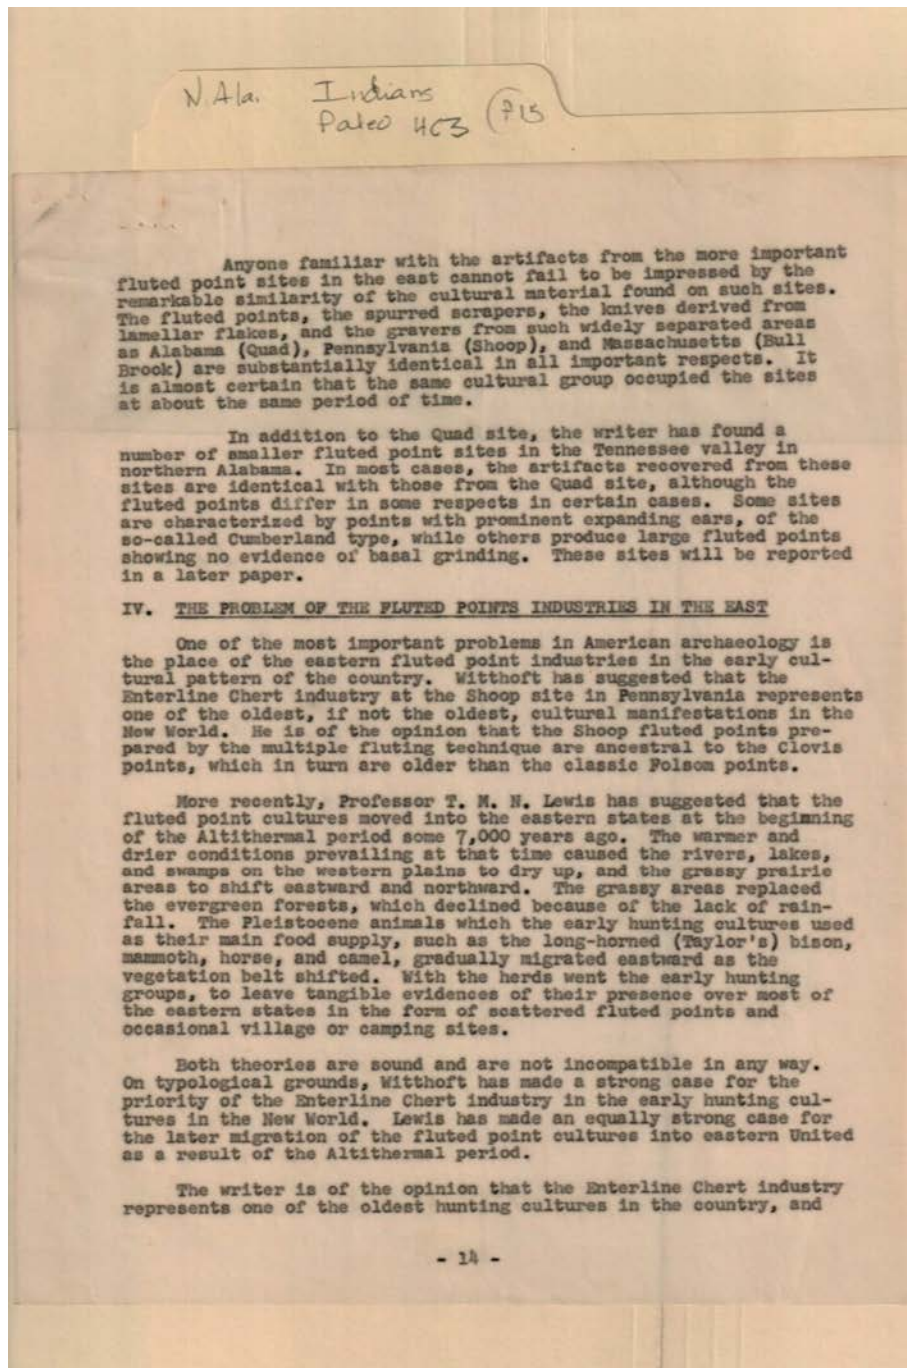 N. Ala. Indians
Paleo 4C3 P15
Anyone familiar with the artifacts from the more important
fluted point sites in the east cannot fail to be impressed by the
remarkable similarity of the cultural material found on such sites.
The fluted points, the spurred scrapers, the knives derived from
lamellar flakes, and the gravers from such widely separated areas
as Alabama (Quad), Pennsylvania (Shoop), and Massachusetts (Bull
Brook) are substantially identical in all important respects. It
is almost certain that the same cultural group occupied the sites
at about the same period of time.
In addition to the Quad site, the writer has found a
number of smaller fluted point sites in the Tennessee valley in
northern Alabama. In most cases, the artifacts recovered from these
sites are identical with those from the Quad site, although the
fluted points differ in some respects in certain cases. Some sites
are characterized by points with prominent expanding ears, of the
so-called Cumberland type, while others produce large fluted points
showing no evidence of basal grinding. These sites will be reported
in a later paper.
IV. THE PROBLEM OF THE FLUTED POINTS INDUSTRIES IN THE EAST
One of the most important problems in American archaeology is
the place of the eastern fluted point industries in the early cul-
tural pattern of the country. Witthoft has suggested that the
Enterline Chert industry at the Shoop site in Pennsylvania represents
one of the oldest, if not the oldest, cultural manifestations in the
New World. He is of the opinion that the Shoop fluted points pre-
pared by the multiple fluting technique are ancestral to the Clovis
points, which in turn are older than the classic Folsom points.
More recently, Professor T. M. N. Lewis has suggested that the
fluted point cultures moved into the eastern states at the beginning
of the Altithermal period some 7,000 years ago. The warmer and
drier conditions prevailing at that time caused the rivers, lakes,
and swamps on the western plains to dry up, and the grassy prairie
areas to shift eastward and northward. The grassy areas replaced
the evergreen forests, which declined because of the lack of rain-
fall. The Pleistocene animals which the early hunting cultures used
as their main food supply, such as the long-horned (Taylor's) bison,
mammoth, horse, and camel, gradually migrated eastward as the
vegetation belt shifted. With the herds went the early hunting
groups, to leave tangible evidences of their presence over most of
the eastern states in the form of scattered fluted points and
occasional village or camping sites.
Both theories are sound and are not incompatible in any way.
On typological grounds, Witthoft has made a strong case for the
priority of the Enterline Chert industry in the early hunting cul-
tures in the New World. Lewis has made an equally strong case for
the later migration of the fluted point cultures into eastern United
as a result of the Altithermal period.
The writer is of the opinion that the Enterline Chert industry
represents one of the oldest hunting cultures in the country, and
- 14 -